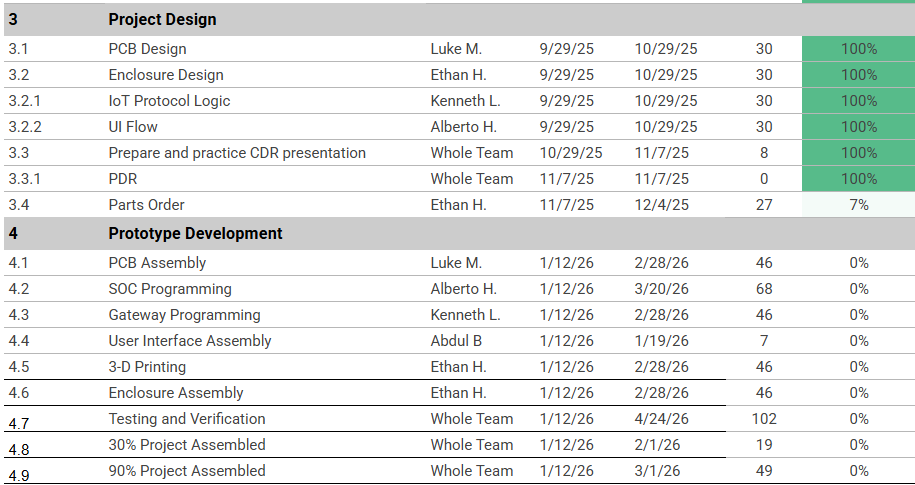 3 Project Design
3.1 PCB Design Luke M. 9/29/25 10/29/25 30 100%
3.2 Enclosure Design Ethan H. 9/29/25 10/29/25 30 100%
3.2.1 IoT Protocol Logic Kenneth L. 9/29/25 10/29/25 30 100%
3.2.2 UI Flow Alberto H. 9/29/25 10/29/25 30 100%
3.3 Prepare and practice CDR presentation Whole Team 10/29/25 11/7/25 8 100%
3.3.1 PDR Whole Team 11/7/25 11/7/25 0 100%
3.4 Parts Order Ethan H. 11/7/25 12/4/25 27 7%
4 Prototype Development
4.1 PCB Assembly Luke M. 1/12/26 2/28/26 46 0%
4.2 SOC Programming Alberto H. 1/12/26 3/20/26 68 0%
4.3 Gateway Programming Kenneth L. 1/12/26 2/28/26 46 0%
4.4 User Interface Assembly Abdul B 1/12/26 1/19/26 7 0%
4.5 3-D Printing Ethan H. 1/12/26 2/28/26 46 0%
4.6 Enclosure Assembly Ethan H. 1/12/26 2/28/26 46 0%
4.7 Testing and Verification Whole Team 1/12/26 4/24/26 102 0%
4.8 30% Project Assembled Whole Team 1/12/26 2/1/26 19 0%
4.9 90% Project Assembled Whole Team 1/12/26 3/1/26 49 0%